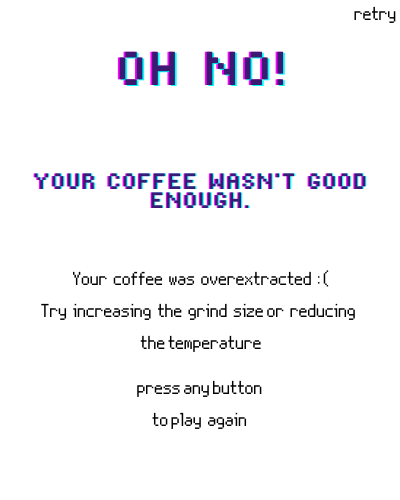 retry
OH NO!
YOUR COFFEE WASN'T GOOD
ENOUGH.
Your coffee was overextracted :(
Try increasing the grind size or reducing
the temperature
press any button
to play again